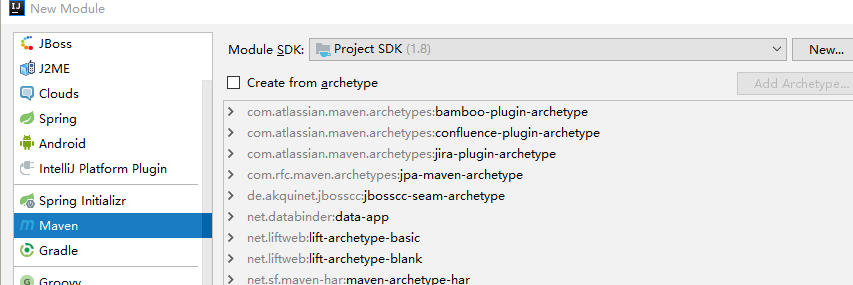 New Module
JBoss
J2ME
Clouds
Spring
Android
IntelliJ Platform Plugin
Spring Initializr
Maven
Gradle
Groovy
Module SDK: Project SDK (1.8) New...
Create from archetype Add Archetype...
com.atlassian.maven.archetypes:bamboo-plugin-archetype
com.atlassian.maven.archetypes:confluence-plugin-archetype
com.atlassian.maven.archetypes:jira-plugin-archetype
com.rfc.maven.archetypes:jpa-maven-archetype
de.akquinet.jbosscc:jbosscc-seam-archetype
net.databinder:data-app
net.liftweb:lift-archetype-basic
net.liftweb:lift-archetype-blank
net.sf.maven-har:maven-archetype-har